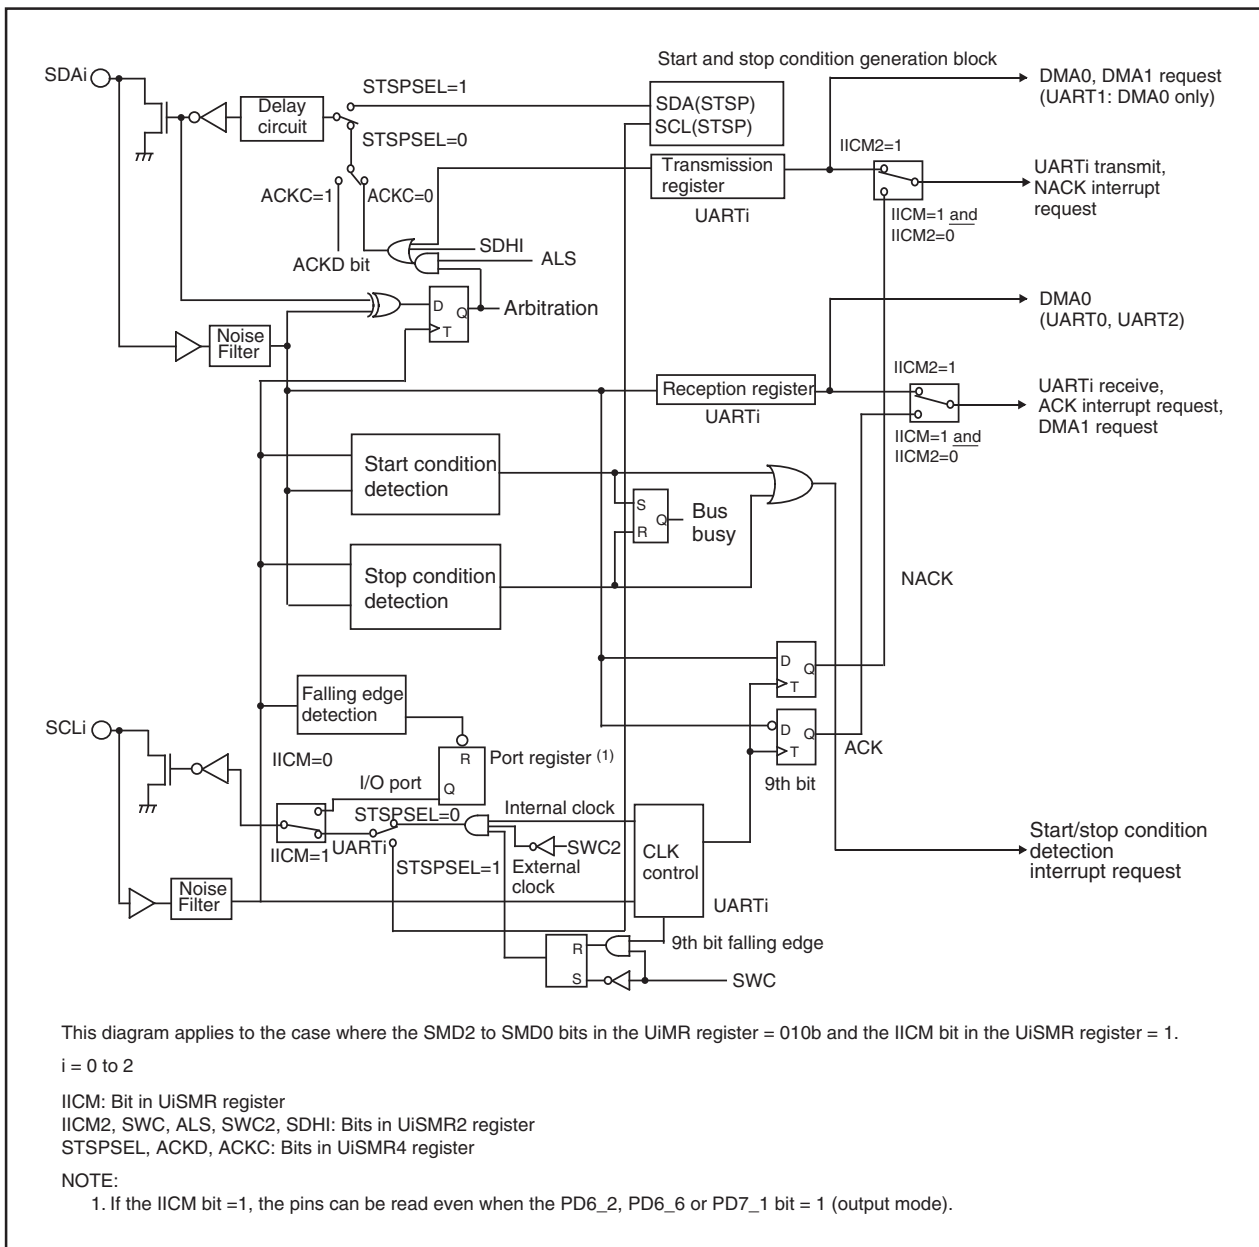 SDAi
STSPSEL=1
Start and stop condition generation block
DMA0, DMA1 request
(UART1: DMA0 only)
Delay
circuit
STSPSEL=0
SDA(STSP)
SCL(STSP)
IICM2=1
ACKC=1
ACKC=0
Transmission
register
UARTi
UARTi transmit,
NACK interrupt
request
IICM=1 and
IICM2=0
ACKD bit
SDHI
ALS
D
Q
T
Arbitration
DMA0
(UART0, UART2)
Noise
Filter
IICM2=1
Reception register
UARTi
UARTi receive,
ACK interrupt request,
DMA1 request
IICM=1 and
IICM2=0
Start condition
detection
S
Q
R
Bus
busy
Stop condition
detection
NACK
D
Q
T
Falling edge
detection
SCLi
D
Q
T
ACK
9th bit
IICM=0
R
Q
Port register (1)
I/O port
STSPSEL=0
Internal clock
IICM=1
UARTi
SWC2
STSPSEL=1
External
clock
CLK
control
UARTi
Start/stop condition
detection
interrupt request
Noise
Filter
R
S
9th bit falling edge
SWC
This diagram applies to the case where the SMD2 to SMD0 bits in the UiMR register = 010b and the IICM bit in the UiSMR register = 1.
i = 0 to 2
IICM: Bit in UiSMR register
IICM2, SWC, ALS, SWC2, SDHI: Bits in UiSMR2 register
STSPSEL, ACKD, ACKC: Bits in UiSMR4 register
NOTE:
1. If the IICM bit =1, the pins can be read even when the PD6_2, PD6_6 or PD7_1 bit = 1 (output mode).